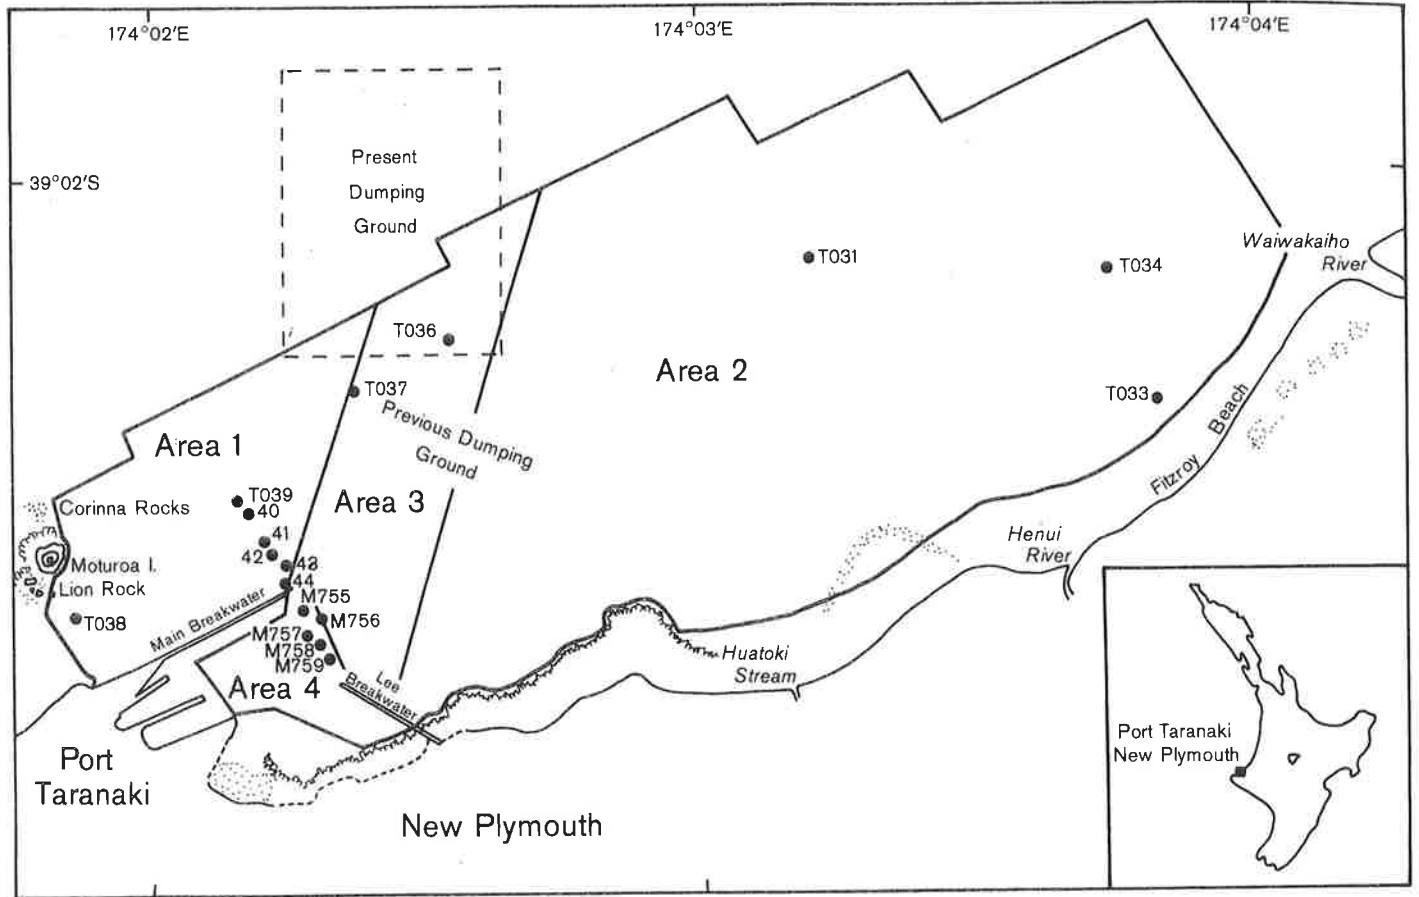 174°02'E
174°03'E
174°04'E
39°02'S
Present
Dumping
Ground
Waiwakaiho
River
T031
T034
T036
T033
T037
Area 2
Previous Dumping
Ground
Beach
Fitzroy
Area 1
Area 3
Corinna Rocks
T039
40
41
42
43
44
Henui
River
Moturoa I.
Lion Rock
T038
Main Breakwater
M755
M756
M757
M758
M759
Area 4
Lee
Breakwater
Huatoki
Stream
Port
Taranaki
New Plymouth
Port Taranaki
New Plymouth